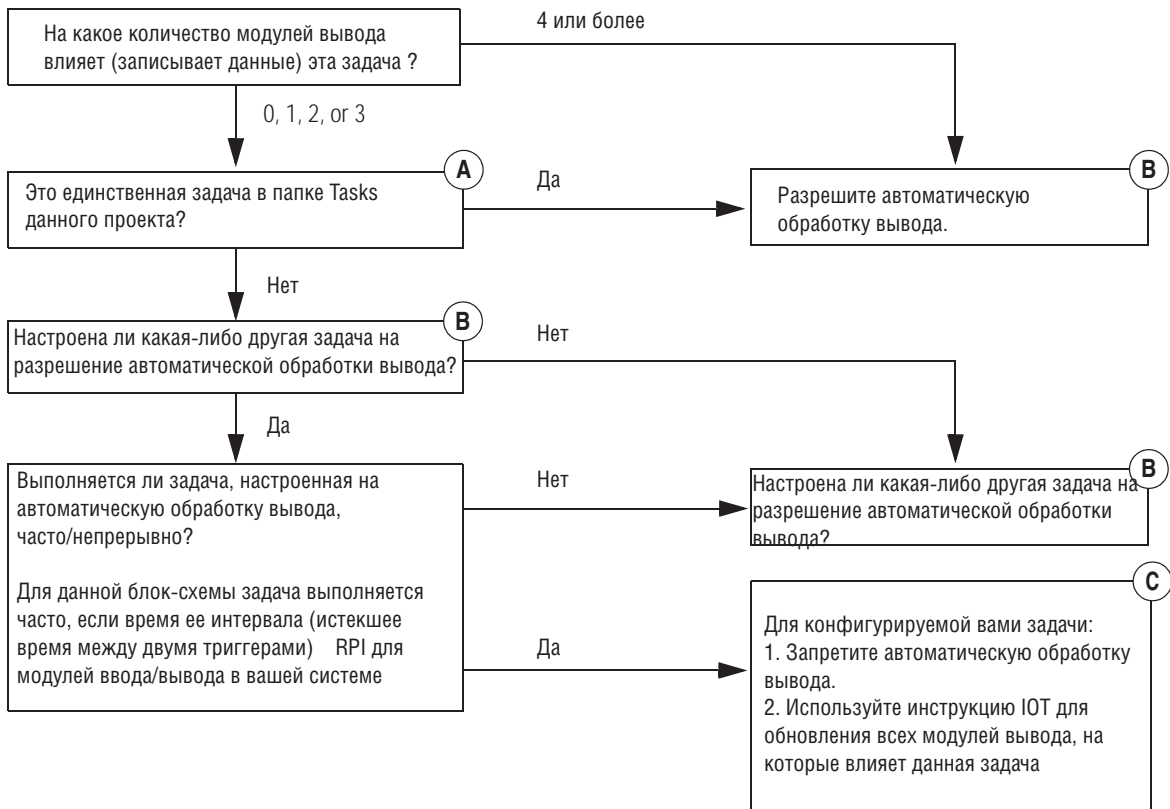 На какое количество модулей вывода
влияет (записывает данные) эта задача ?
4 или более
0, 1, 2, or 3
A
Это единственная задача в папке Tasks
данного проекта?
Да
B
Разрешите автоматическую
обработку вывода.
Нет
B
Настроена ли какая-либо другая задача на
разрешение автоматической обработки вывода?
Нет
Да
Выполняется ли задача, настроенная на
автоматическую обработку вывода,
часто/непрерывно?
Для данной блок-схемы задача выполняется
часто, если время ее интервала (истекшее
время между двумя триггерами) RPI для
модулей ввода/вывода в вашей системе
Нет
B
Настроена ли какая-либо другая задача на
разрешение автоматической обработки
вывода?
Да
C
Для конфигурируемой вами задачи:
1. Запретите автоматическую обработку
вывода.
2. Используйте инструкцию IOT для
обновления всех модулей вывода, на
которые влияет данная задача